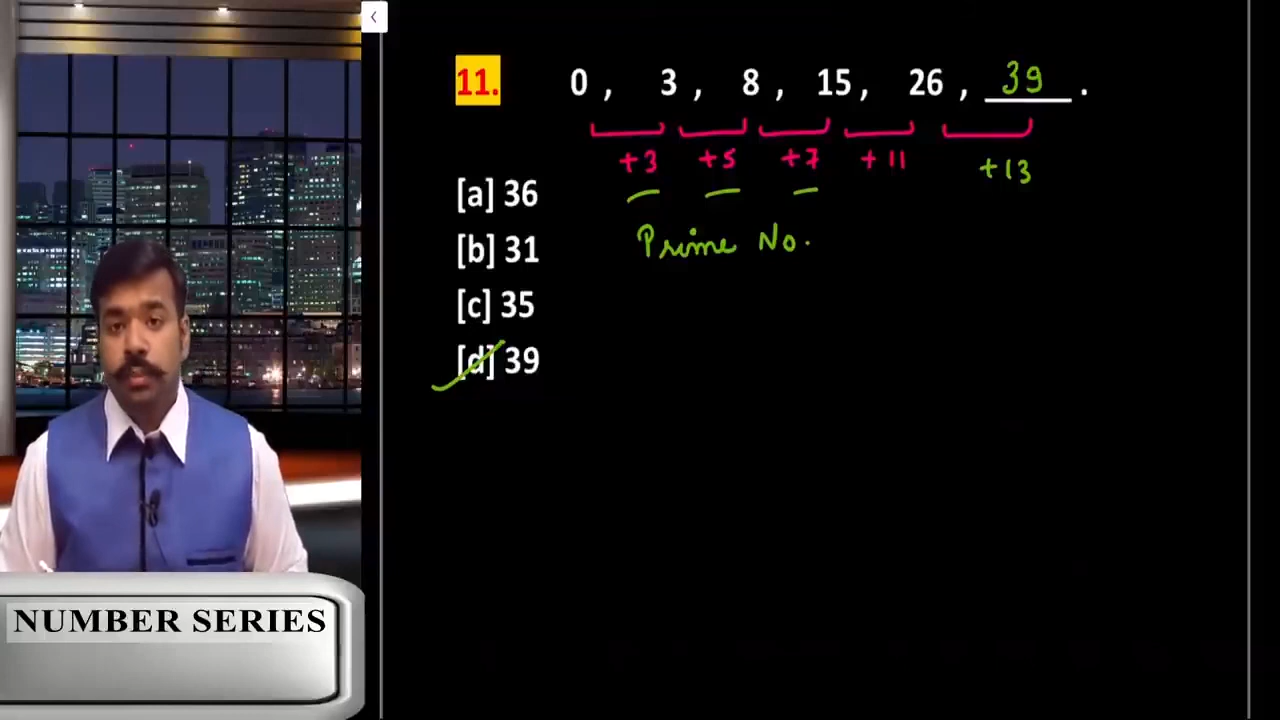 11. 0 , 3 , 8 , 15, 26 , 39 .
+3 +5 +7 +11 +13
[a] 36
Prime No.
[b] 31
[c] 35
[d] 39
NUMBER SERIES